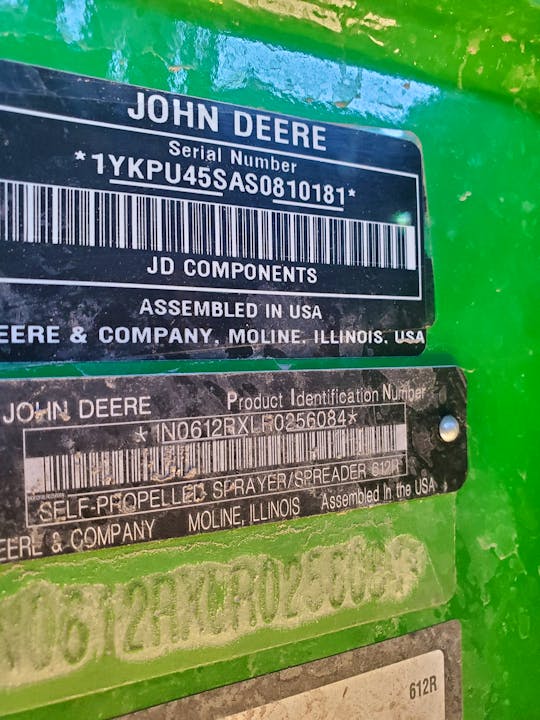 JOHN DEERE
Serial Number
*1YKPU45SAS0810181*
JD COMPONENTS
ASSEMBLED IN USA
EERE & COMPANY, MOLINE, ILLINOIS, USA
JOHN DEERE Product Identification Number
SELF-PROPELLED SPRAYER/SPREADER 612R
EERE & COMPANY MOLINE, ILLINOIS Assembled in the USA
612R